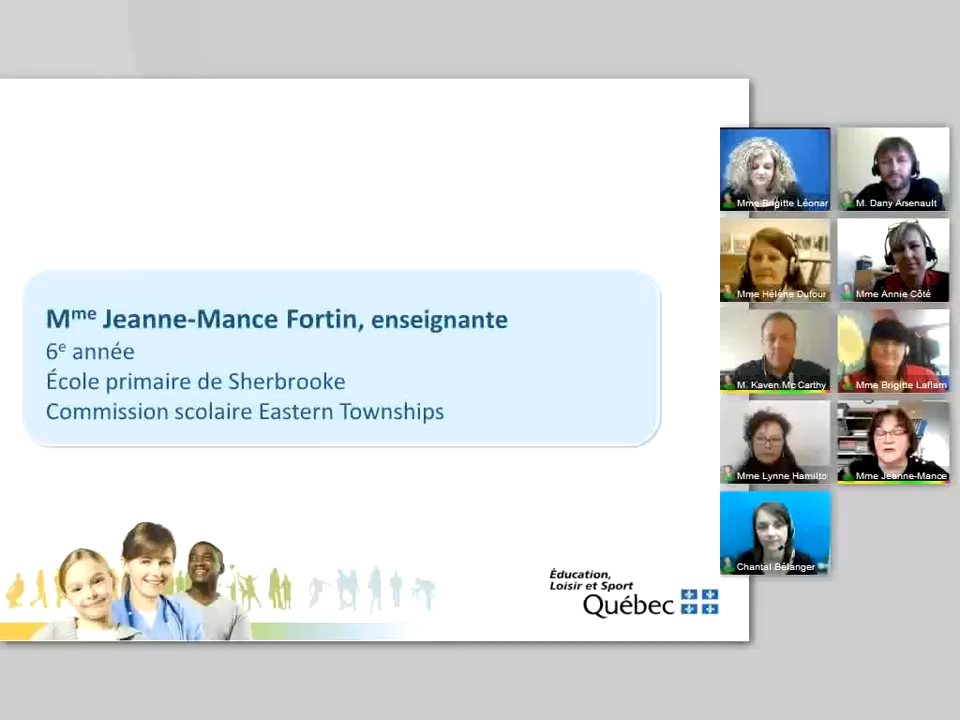 Mme Jeanne-Mance Fortin, enseignante
6e année
École primaire de Sherbrooke
Commission scolaire Eastern Townships
Éducation,
Loisir et Sport
Québec
Mme Brigitte Léonar
M. Dany Arsenault
Mme Hélène Dufour
Mme Annie Côté
M. Kaven Mc Carthy
Mme Brigitte Laflam
Mme Lynne Hamilto
Mme Jeanne-Mance
Chantal Bélanger